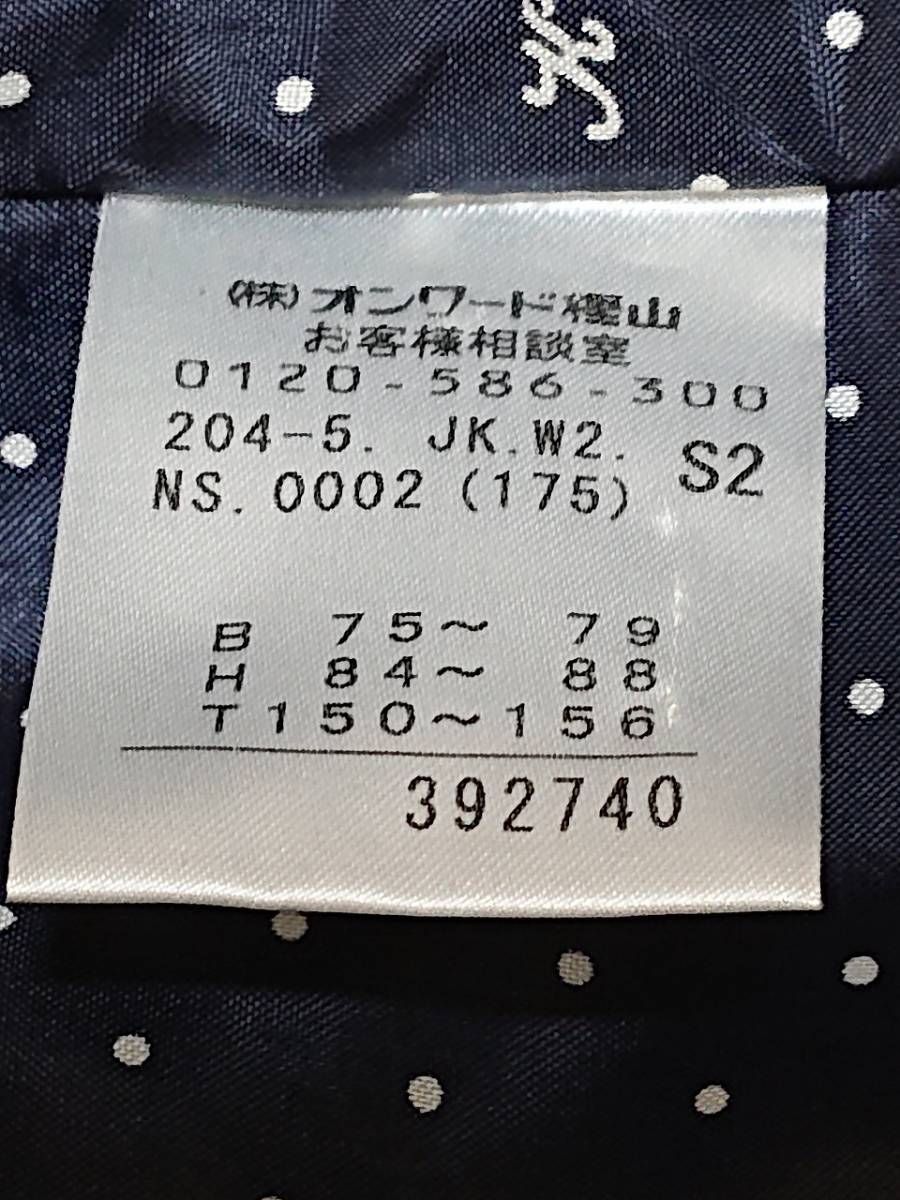 (株)オンワード樫山
お客様相談室
0120-586-300
204-5. JK.W2. S2
NS.0002(175)
B 75~ 79
H 84~ 88
T150~156
392740